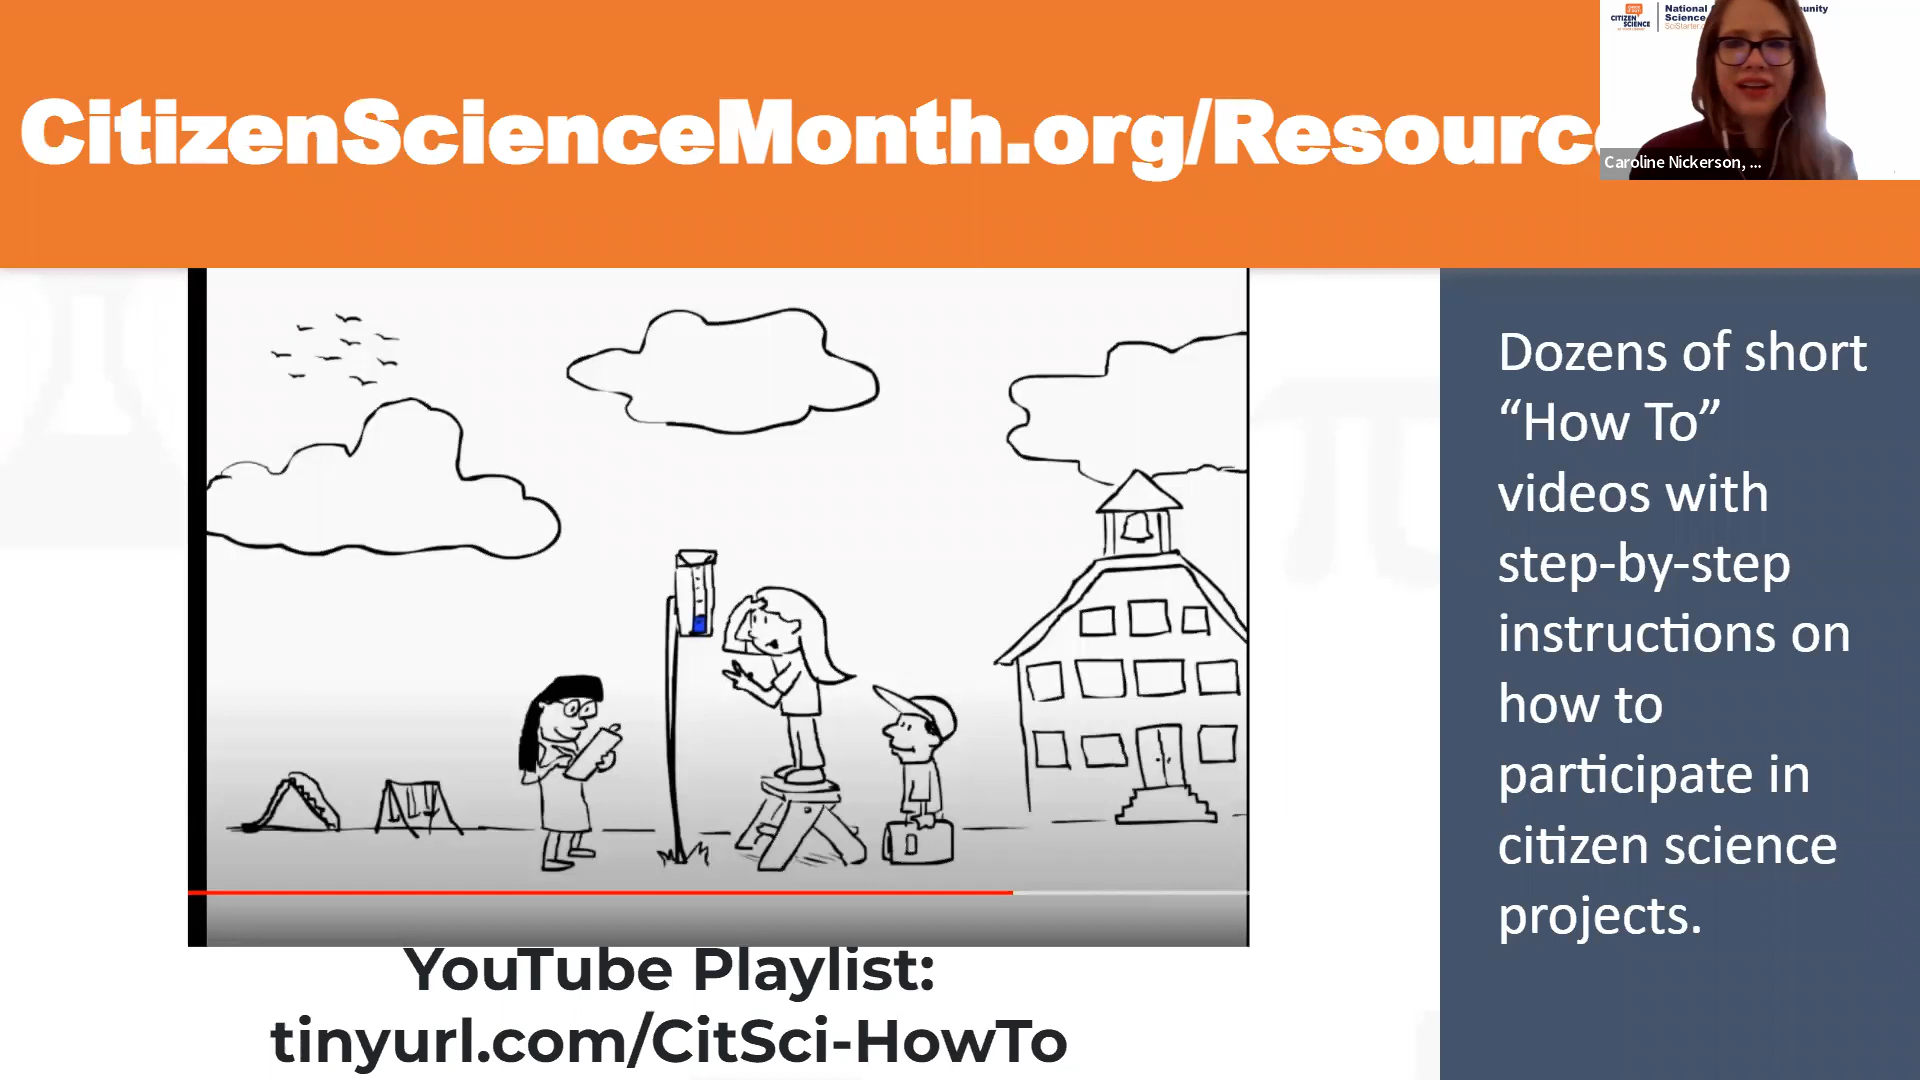 CitizenScienceMonth.org/Resourc
National
unity
CITIZEN
SCIENCE
Science
SciStarter
Caroline Nickerson, ...
Dozens of short
“How To”
videos with
step-by-step
instructions on
how to
participate in
citizen science
projects.
YouTube Playlist:
tinyurl.com/CitSci-HowTo